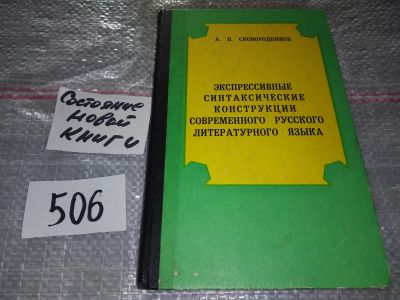 А. П. СКОВОРОДНИКОВ
ЭКСПРЕССИВНЫЕ
СИНТАКСИЧЕСКИЕ
КОНСТРУКЦИИ
СОВРЕМЕННОГО РУССКОГО
ЛИТЕРАТУРНОГО ЯЗЫКА
Состояние
новой
книги
506